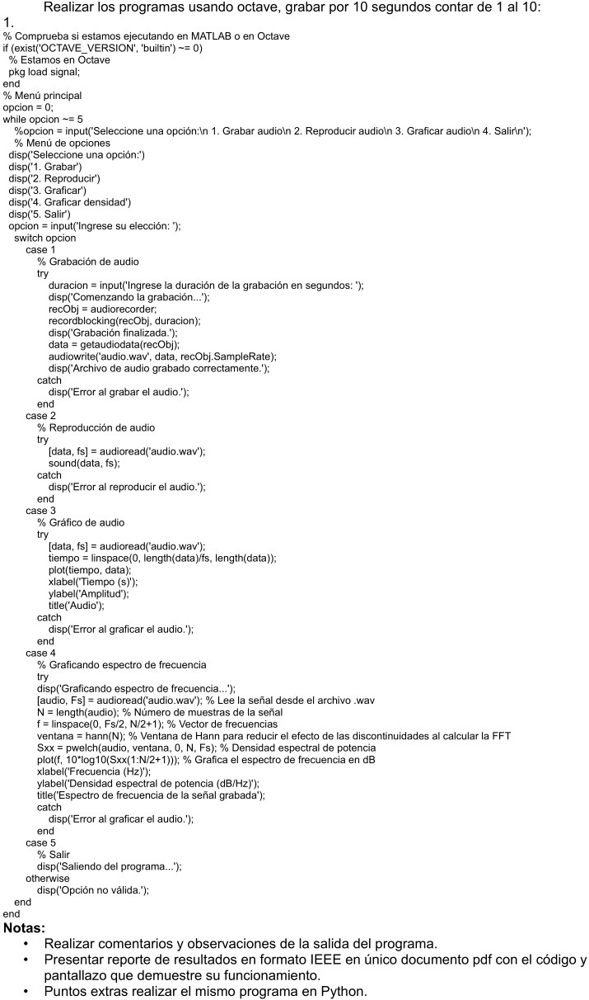 Realizar los programas usando octave, grabar por 10 segundos contar de 1 al 10:
1.
% Comprueba si estamos ejecutando en MATLAB o en Octave
if (exist('OCTAVE_VERSION', 'builtin') ~= 0)
% Estamos en Octave
pkg load signal;
end
% Menú principal
opcion = 0;
while opcion ~= 5
%opcion = input('Seleccione una opción:\n 1. Grabar audio\n 2. Reproducir audio\n 3. Graficar audio\n 4. Salir\n');
% Menú de opciones
disp('Seleccione una opción:')
disp('1. Grabar')
disp('2. Reproducir')
disp('3. Graficar')
disp('4. Graficar densidad')
disp('5. Salir')
opcion = input('Ingrese su elección: ');
switch opcion
case 1
% Grabación de audio
try
duracion = input('Ingrese la duración de la grabación en segundos: ');
disp('Comenzando la grabación...');
recObj = audiorecorder;
recordblocking(recObj, duracion);
disp('Grabación finalizada.');
data = getaudiodata(recObj);
audiowrite('audio.wav', data, recObj.SampleRate);
disp('Archivo de audio grabado correctamente.');
catch
disp('Error al grabar el audio.');
end
case 2
% Reproducción de audio
try
[data, fs] = audioread('audio.wav');
sound(data, fs);
catch
disp('Error al reproducir el audio.');
end
case 3
% Gráfico de audio
try
[data, fs] = audioread('audio.wav');
tiempo = linspace(0, length(data)/fs, length(data));
plot(tiempo, data);
xlabel('Tiempo (s)');
ylabel('Amplitud');
title('Audio');
catch
disp('Error al graficar el audio.');
end
case 4
% Graficando espectro de frecuencia
try
disp('Graficando espectro de frecuencia...');
[audio, Fs] = audioread('audio.wav'); % Lee la señal desde el archivo .wav
N = length(audio); % Número de muestras de la señal
f = linspace(0, Fs/2, N/2+1); % Vector de frecuencias
ventana = hann(N); % Ventana de Hann para reducir el efecto de las discontinuidades al calcular la FFT
Sxx = pwelch(audio, ventana, 0, N, Fs); % Densidad espectral de potencia
plot(f, 10*log10(Sxx(1:N/2+1))); % Grafica el espectro de frecuencia en dB
xlabel('Frecuencia (Hz)');
ylabel('Densidad espectral de potencia (dB/Hz)');
title('Espectro de frecuencia de la señal grabada');
catch
disp('Error al graficar el audio.');
end
case 5
% Salir
disp('Saliendo del programa...');
otherwise
disp('Opción no válida.');
end
end
Notas:
• Realizar comentarios y observaciones de la salida del programa.
• Presentar reporte de resultados en formato IEEE en único documento pdf con el código y
pantallazo que demuestre su funcionamiento.
• Puntos extras realizar el mismo programa en Python.